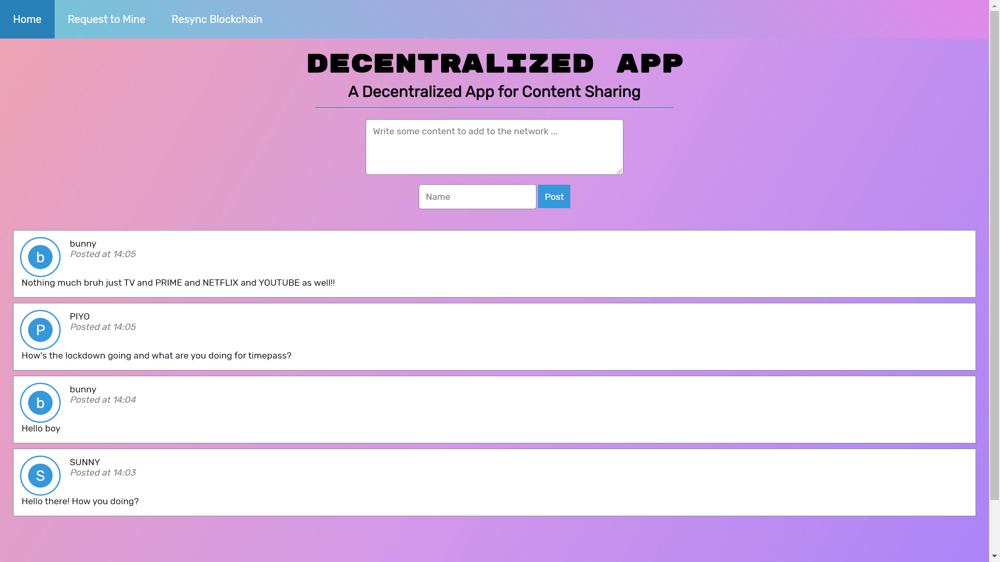 Home Request to Mine Resync Blockchain
DECENTRALIZED APP
A Decentralized App for Content Sharing
Write some content to add to the network ...
Name Post
b bunny
Posted at 14:05
Nothing much bruh just TV and PRIME and NETFLIX and YOUTUBE as well!!
P PIYO
Posted at 14:05
How's the lockdown going and what are you doing for timepass?
b bunny
Posted at 14:04
Hello boy
S SUNNY
Posted at 14:03
Hello there! How you doing?